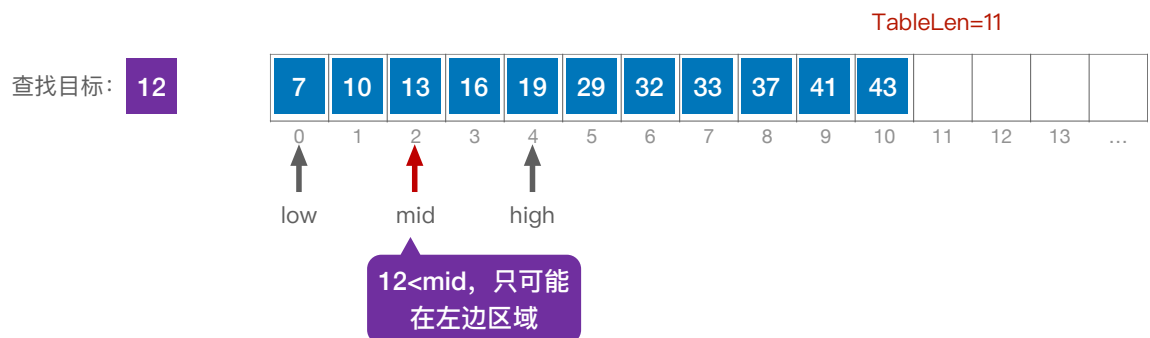 TableLen=11
查找目标： 12 7 10 13 16 19 29 32 33 37 41 43
0 1 2 3 4 5 6 7 8 9 10 11 12 13 ...
low mid high
12<mid，只可能
在左边区域